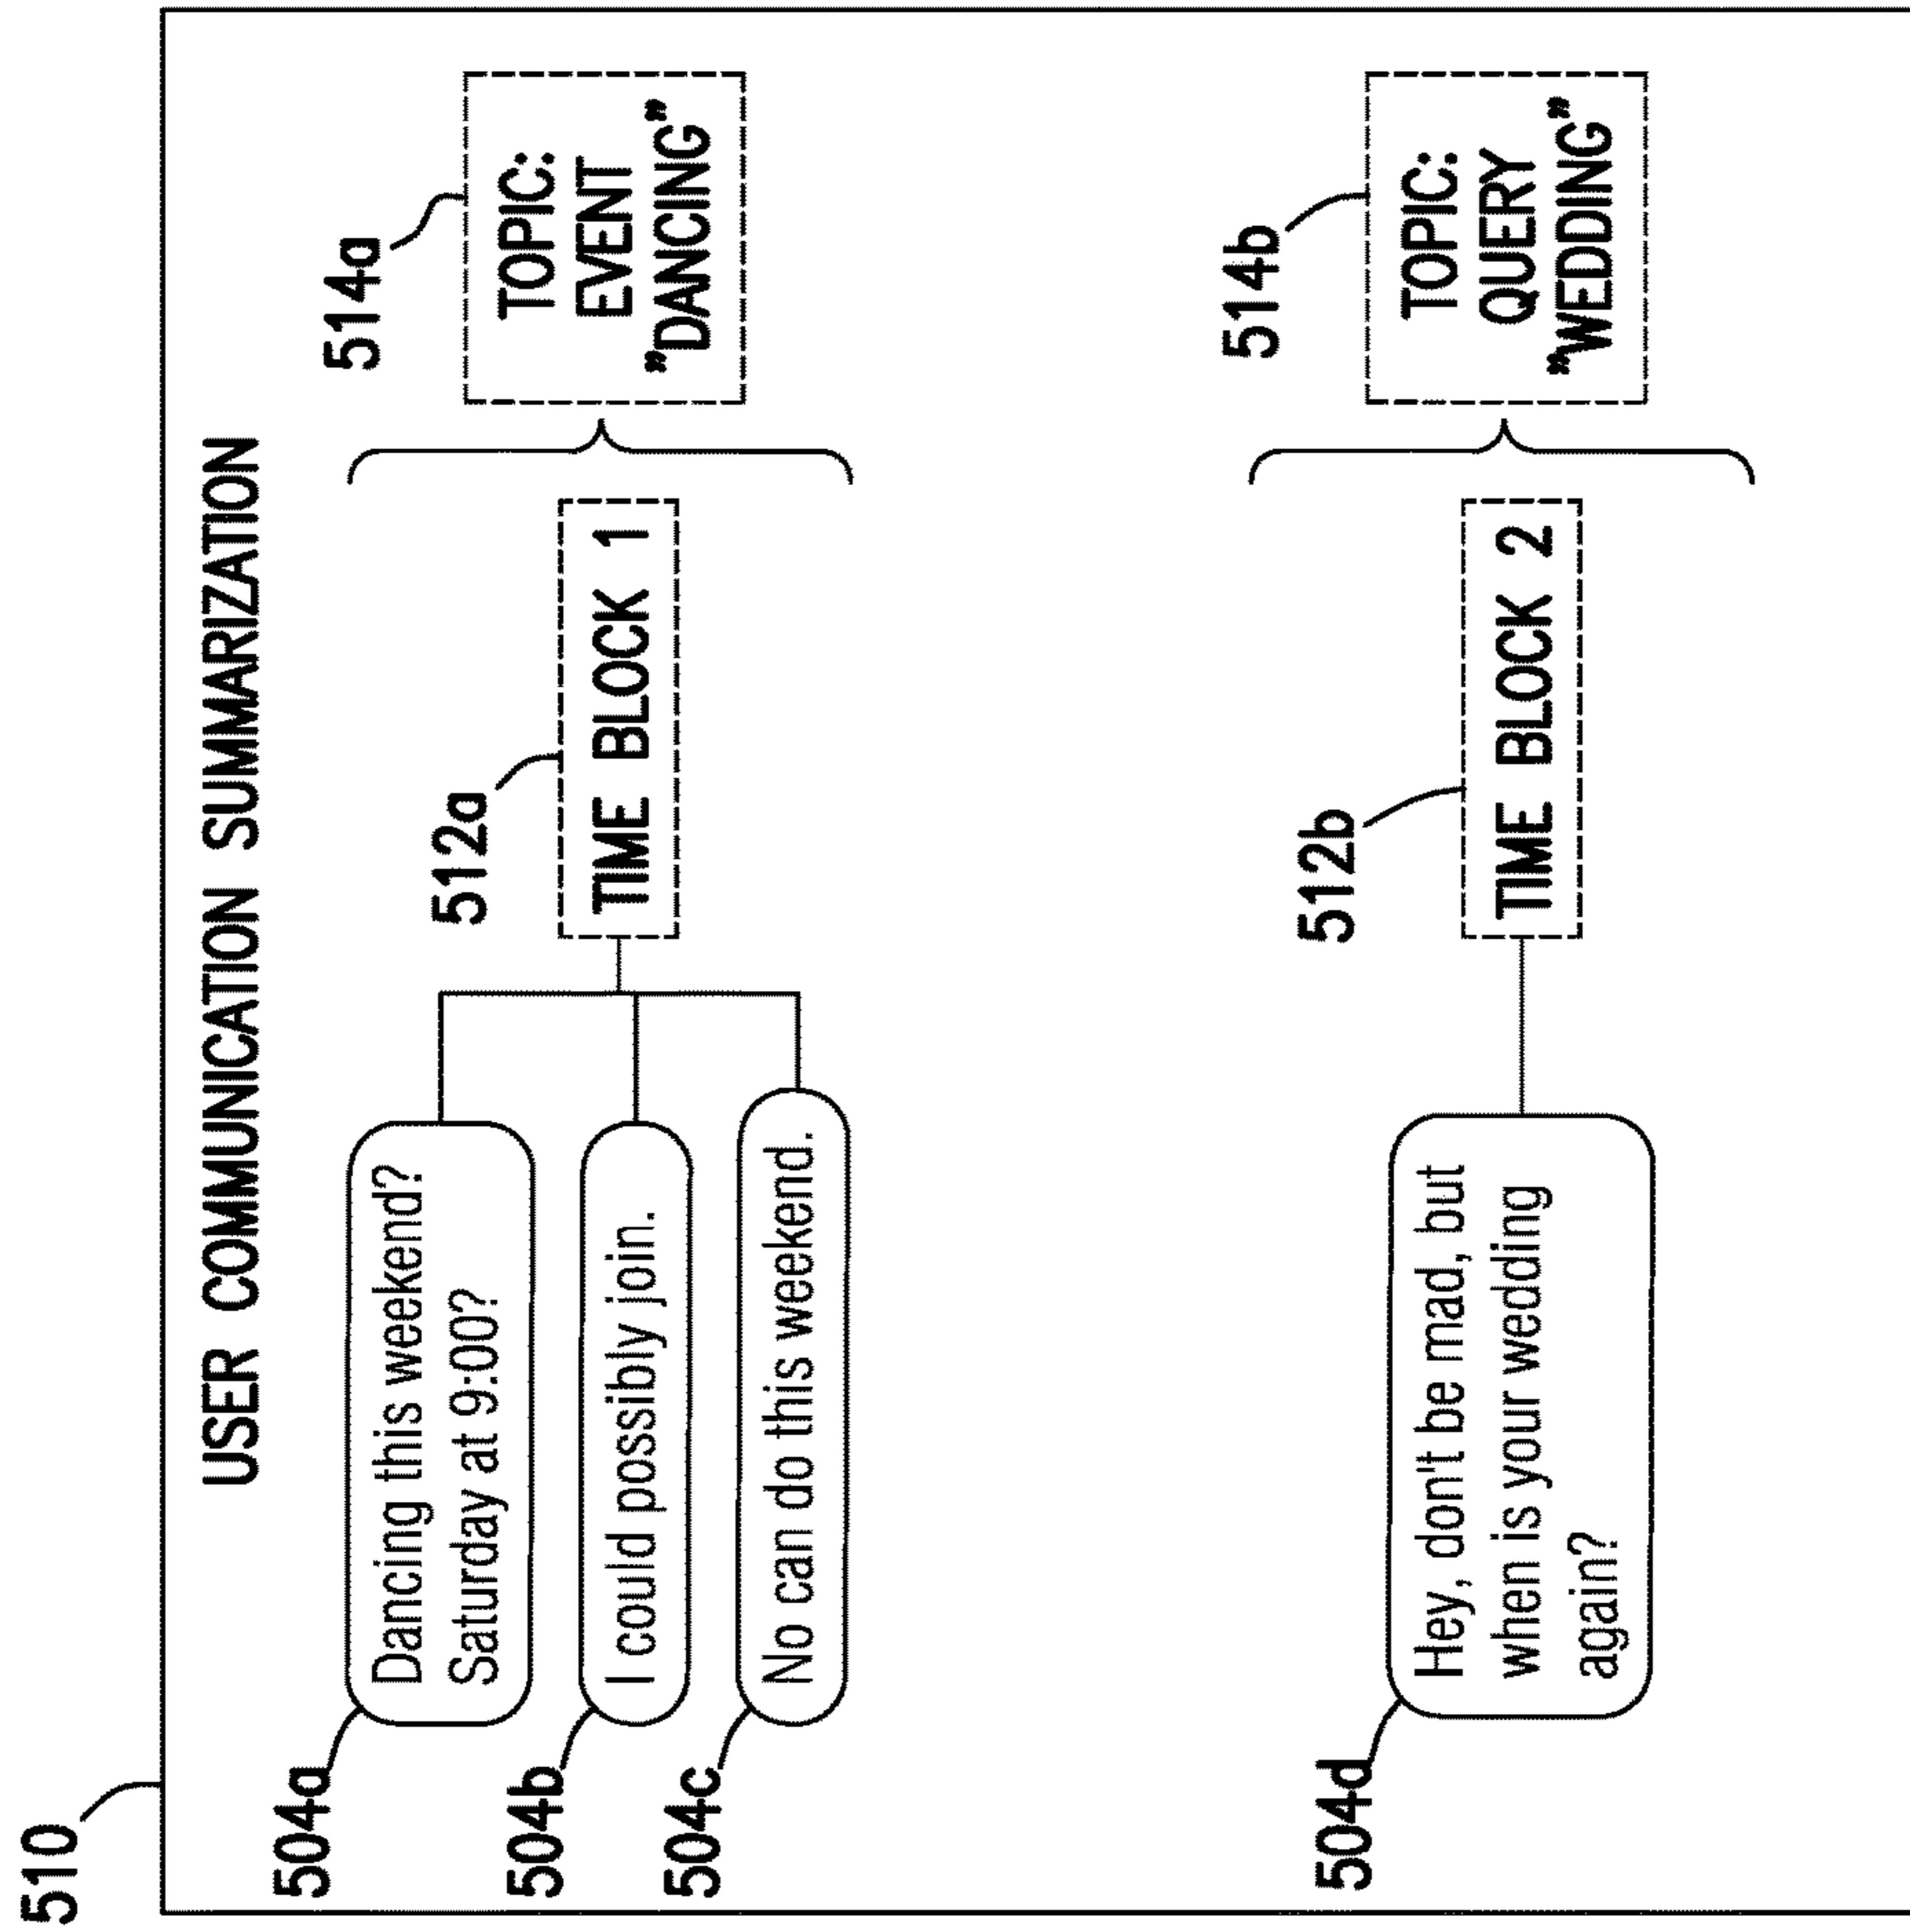 510
USER COMMUNICATION SUMMARIZATION
504a
Dancing this weekend?
Saturday at 9:00?
504b
I could possibly join.
504c
No can do this weekend.
512a
TIME BLOCK 1
514a
TOPIC:
EVENT
"DANCING"
504d
Hey, don't be mad, but
when is your wedding
again?
512b
TIME BLOCK 2
514b
TOPIC:
QUERY
"WEDDING"